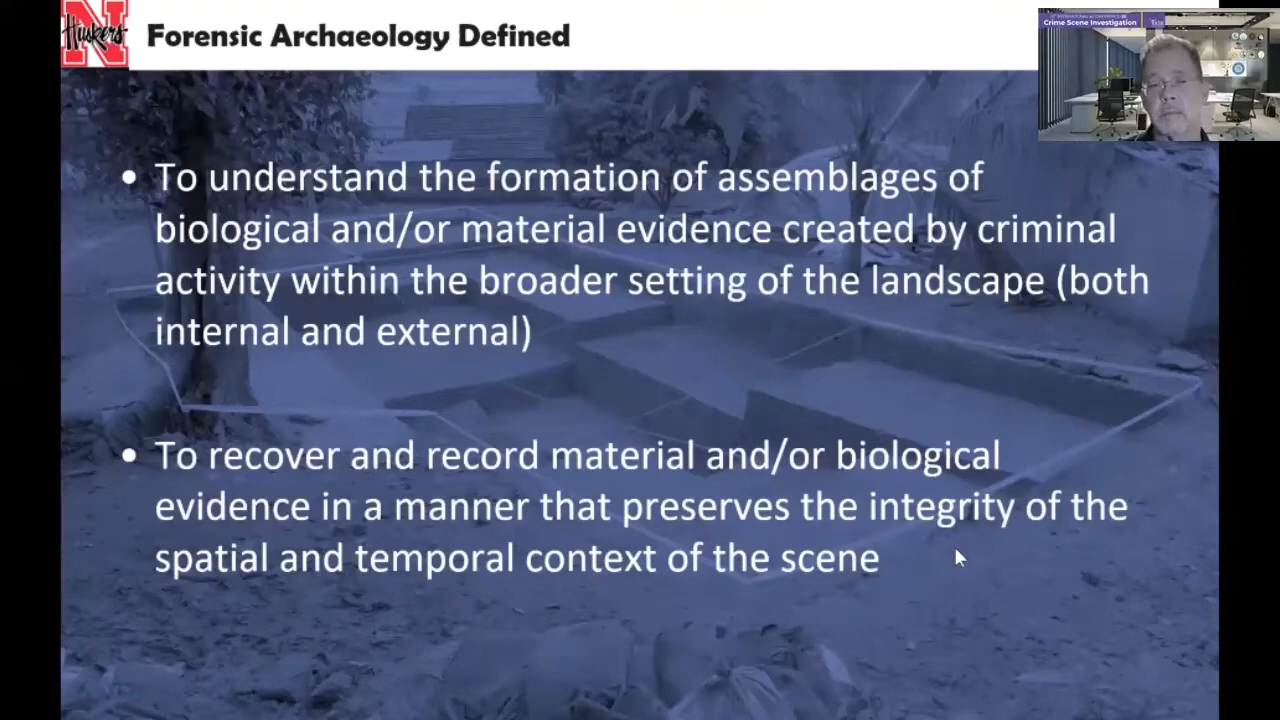 Huskers
Forensic Archaeology Defined
Crime Scene Investigation
• To understand the formation of assemblages of
biological and/or material evidence created by criminal
activity within the broader setting of the landscape (both
internal and external)
• To recover and record material and/or biological
evidence in a manner that preserves the integrity of the
spatial and temporal context of the scene